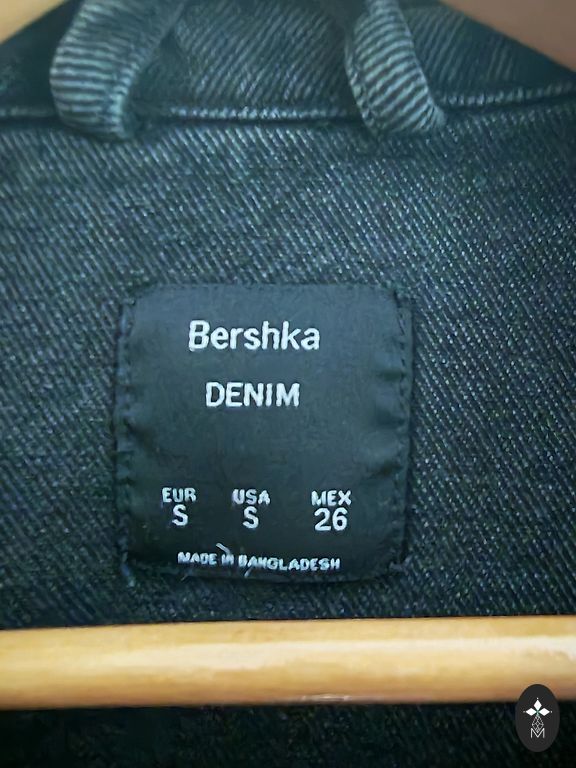 Bershka
DENIM
EUR USA MEX
S S 26
MADE IN BANGLADESH
M